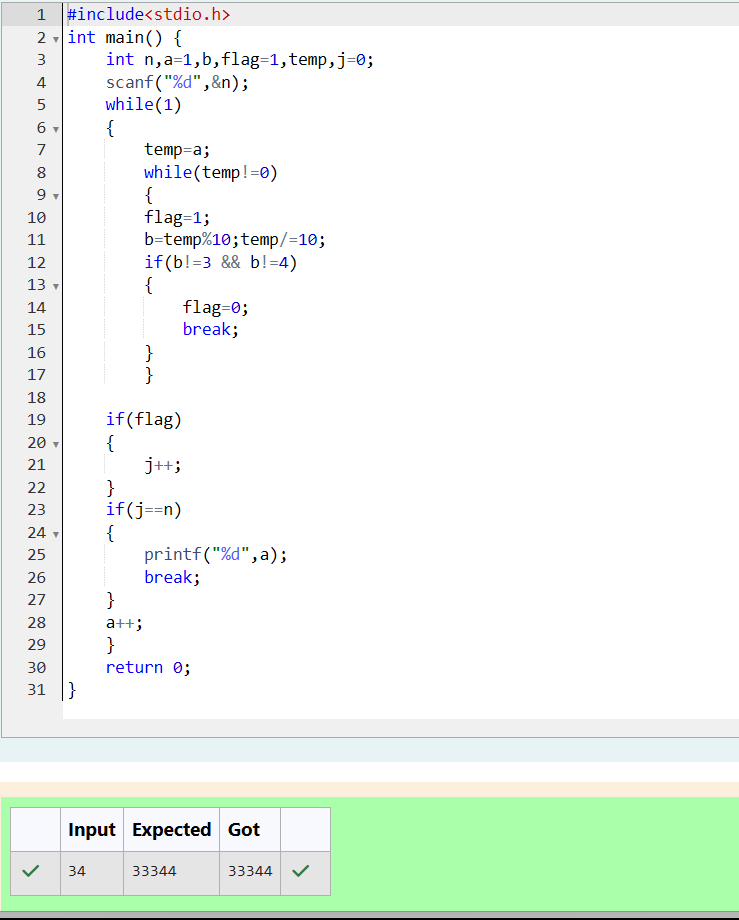 1 #include<stdio.h>
2 int main() {
3 int n,a=1,b,flag=1,temp,j=0;
4 scanf("%d",&n);
5 while(1)
6 {
7 temp=a;
8 while(temp!=0)
9 {
10 flag=1;
11 b=temp%10;temp/=10;
12 if(b!=3 && b!=4)
13 {
14 flag=0;
15 break;
16 }
17 }
18
19 if(flag)
20 {
21 j++;
22 }
23 if(j==n)
24 {
25 printf("%d",a);
26 break;
27 }
28 a++;
29 }
30 return 0;
31 }
Input Expected Got
34 33344 33344